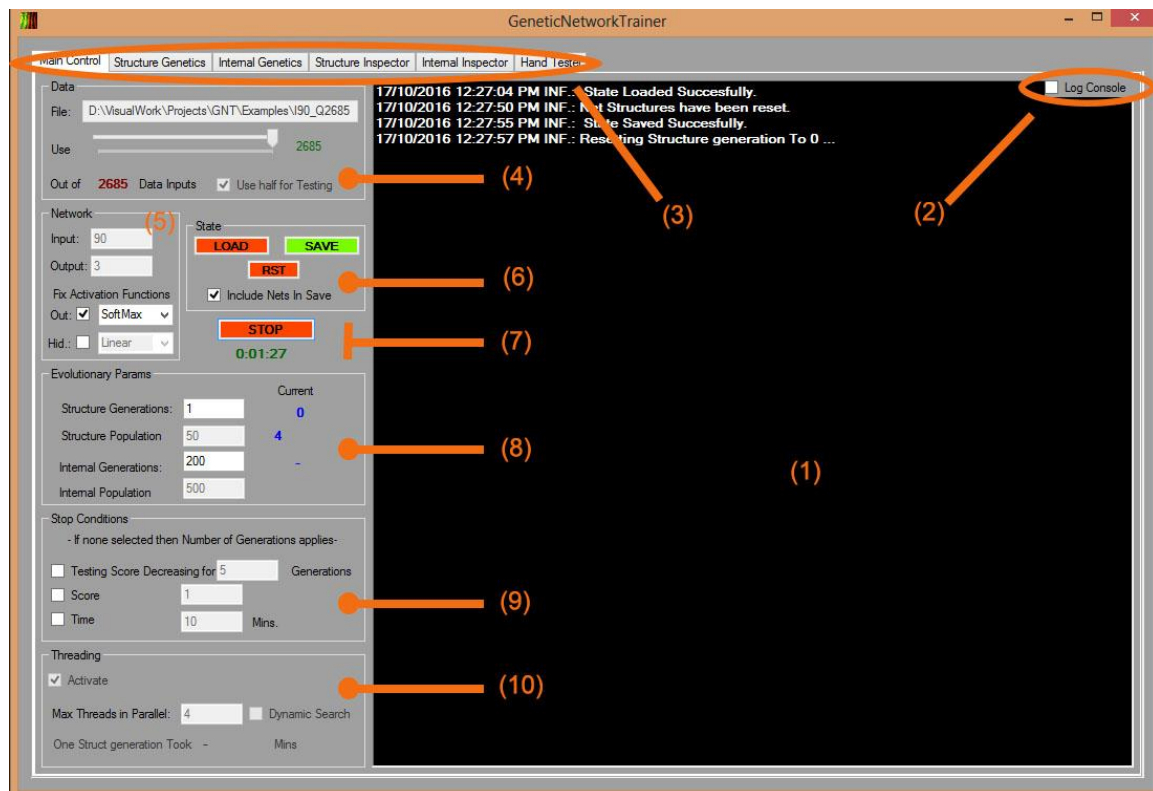 GeneticNetworkTrainer
Main Control Structure Genetics Internal Genetics Structure Inspector Internal Inspector Hand Tester
Log Console
Data
File: D:\VisualWork\Projects\GNT\Examples\I90_Q2685
Use 2685
Out of 2685 Data Inputs Use half for Testing
17/10/2016 12:27:04 PM INF.: State Loaded Succesfully.
17/10/2016 12:27:50 PM INF.: Net Structures have been reset.
17/10/2016 12:27:55 PM INF.: State Saved Succesfully.
17/10/2016 12:27:57 PM INF.: Resetting Structure generation To 0 ...
(4)
(3)
(2)
Network
(5)
Input: 90
Output: 3
Fix Activation Functions
Out: SoftMax
Hid.: Linear
State
LOAD SAVE
RST
Include Nets In Save
(6)
STOP
0:01:27
(7)
Evolutionary Params
Current
Structure Generations: 1 0
Structure Population 50 4
Internal Generations: 200 -
Internal Population 500
(8)
(1)
Stop Conditions
- If none selected then Number of Generations applies-
Testing Score Decreasing for 5 Generations
Score 1
Time 10 Mins.
(9)
Threading
Activate
(10)
Max Threads in Parallel: 4 Dynamic Search
One Struct generation Took - Mins